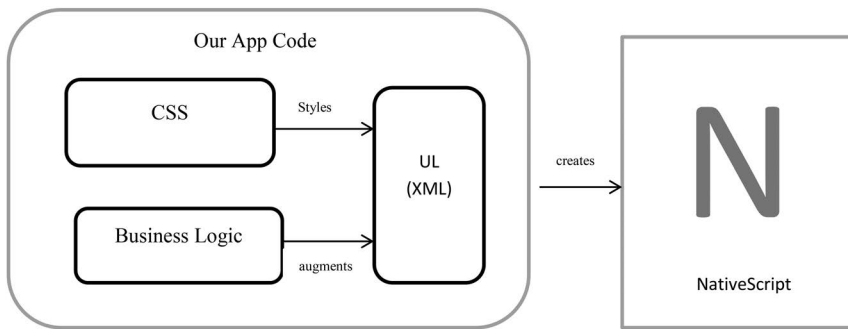 Our App Code
CSS
Styles
UL
(XML)
creates
N
Business Logic
augments
NativeScript